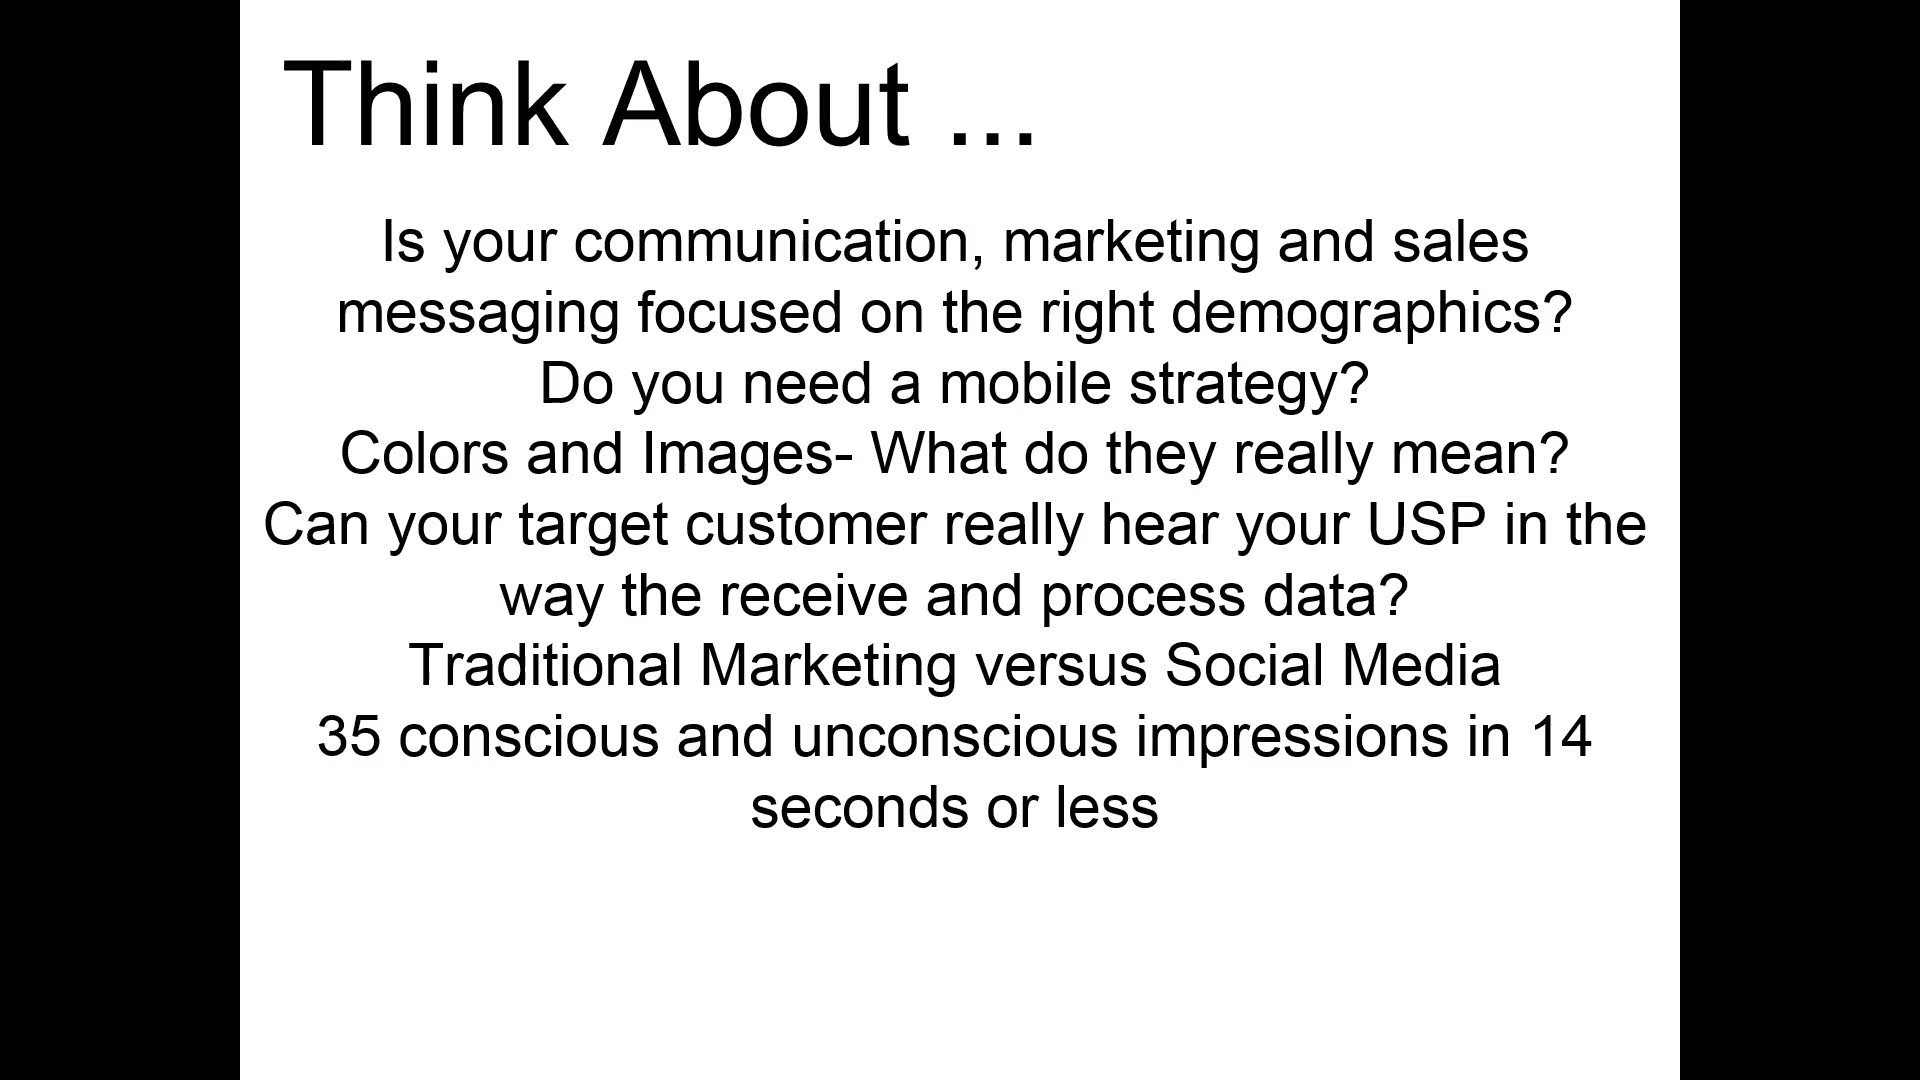 Think About ...
Is your communication, marketing and sales
messaging focused on the right demographics?
Do you need a mobile strategy?
Colors and Images- What do they really mean?
Can your target customer really hear your USP in the
way the receive and process data?
Traditional Marketing versus Social Media
35 conscious and unconscious impressions in 14
seconds or less